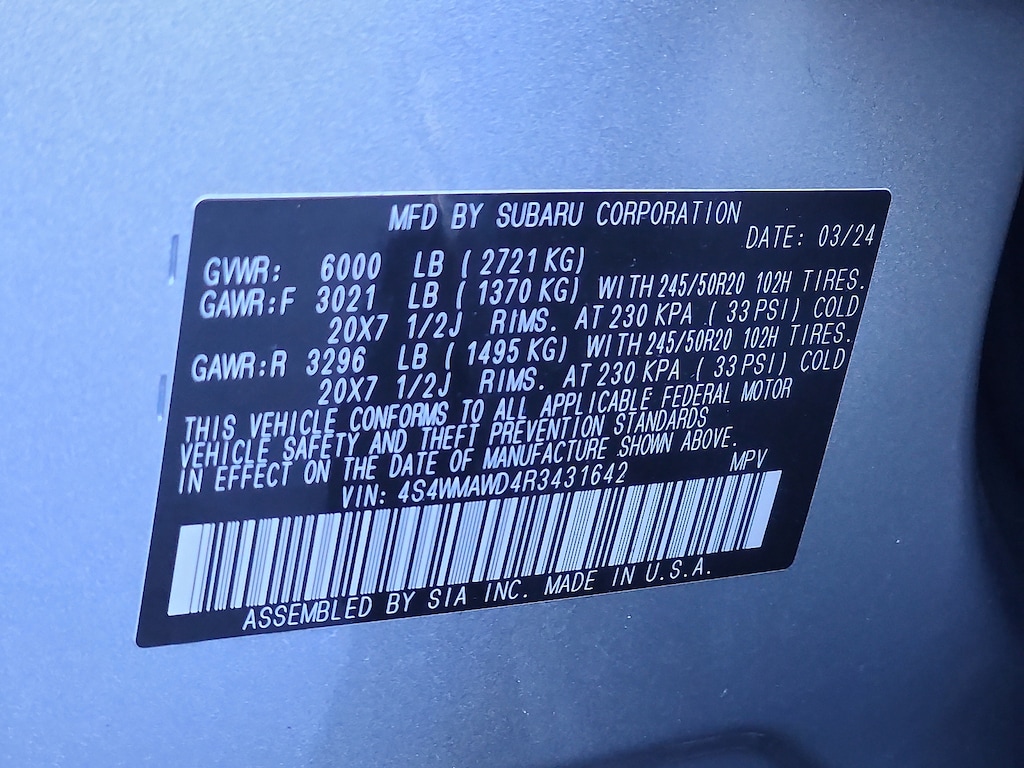 MFD BY SUBARU CORPORATION
DATE: 03/24
GVWR: 6000 LB ( 2721 KG)
GAWR:F 3021 LB ( 1370 KG) WITH 245/50R20 102H TIRES.
20X7 1/2J RIMS. AT 230 KPA ( 33 PSI) COLD
GAWR:R 3296 LB ( 1495 KG) WITH 245/50R20 102H TIRES.
20X7 1/2J RIMS. AT 230 KPA ( 33 PSI) COLD
THIS VEHICLE CONFORMS TO ALL APPLICABLE FEDERAL MOTOR
VEHICLE SAFETY AND THEFT PREVENTION STANDARDS
IN EFFECT ON THE DATE OF MANUFACTURE SHOWN ABOVE.
VIN: 4S4WMAWD4R3431642 MPV
ASSEMBLED BY SIA INC. MADE IN U.S.A.